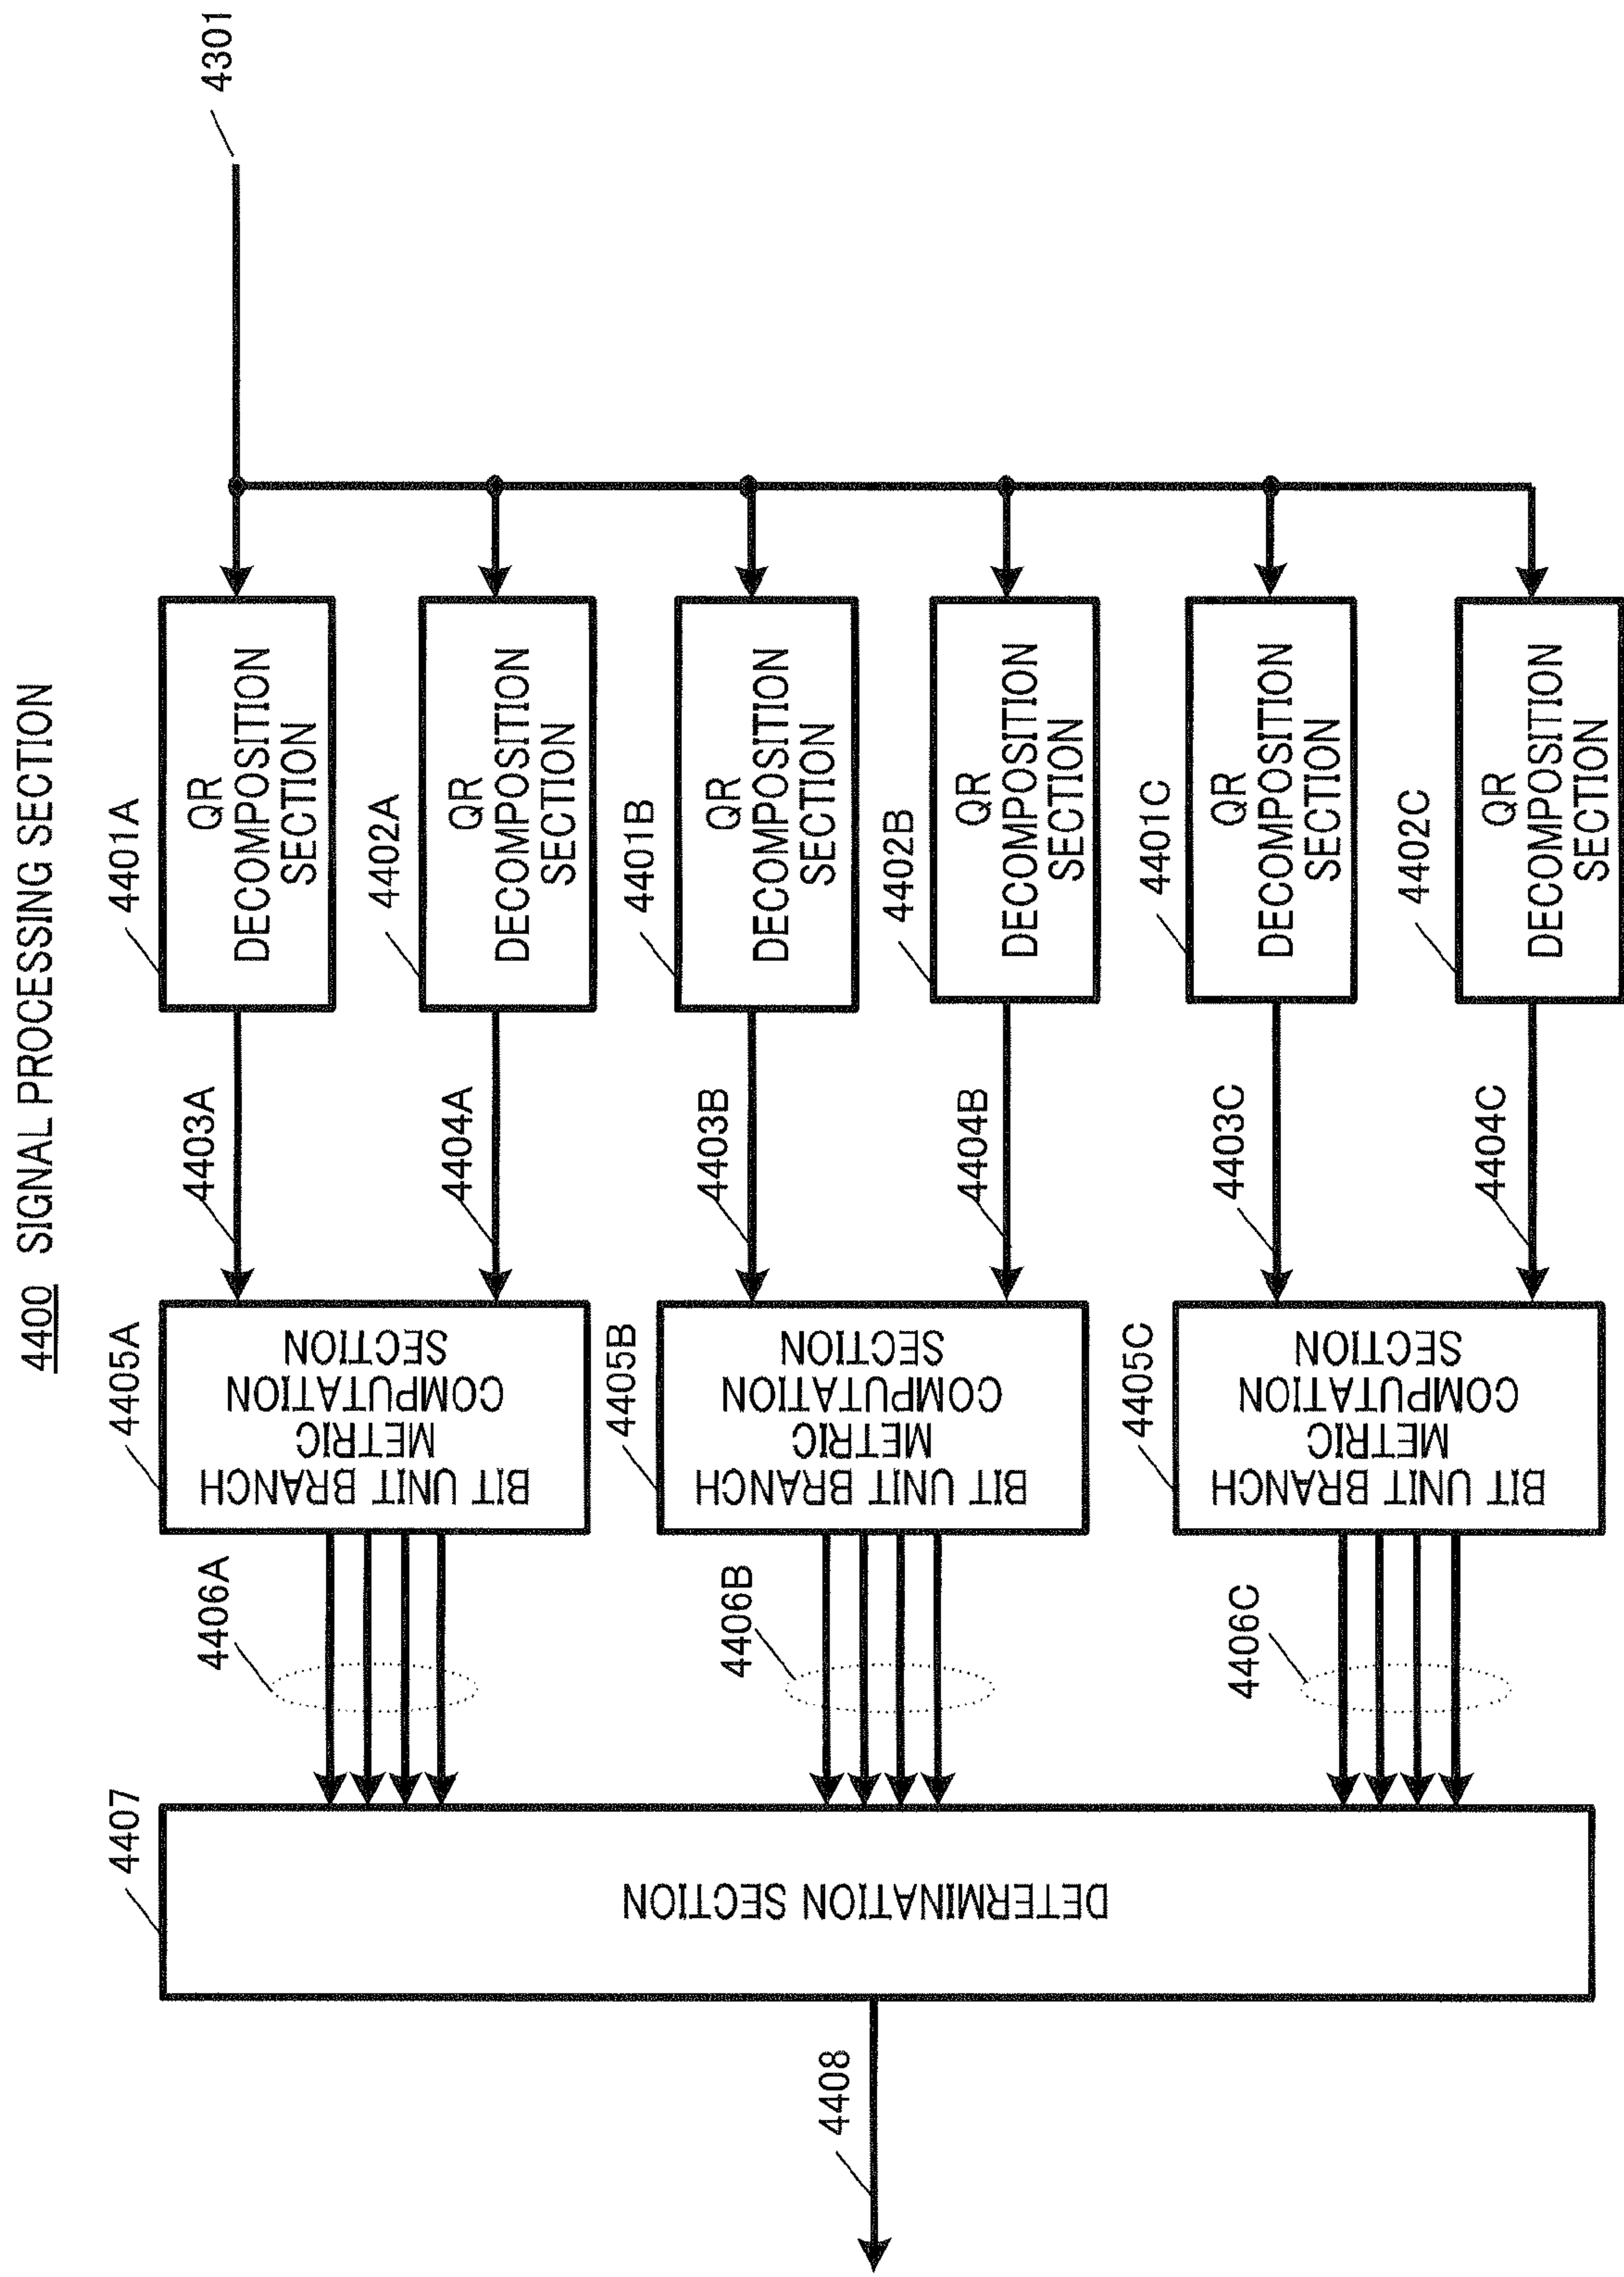 4400 SIGNAL PROCESSING SECTION
4301
4401A
QR
DECOMPOSITION
SECTION
4402A
QR
DECOMPOSITION
SECTION
4401B
QR
DECOMPOSITION
SECTION
4402B
QR
DECOMPOSITION
SECTION
4401C
QR
DECOMPOSITION
SECTION
4402C
QR
DECOMPOSITION
SECTION
4403A
4404A
4403B
4404B
4403C
4404C
4405A
BIT UNIT BRANCH
METRIC
COMPUTATION
SECTION
4405B
BIT UNIT BRANCH
METRIC
COMPUTATION
SECTION
4405C
BIT UNIT BRANCH
METRIC
COMPUTATION
SECTION
4406A
4406B
4406C
4407
DETERMINATION SECTION
4408